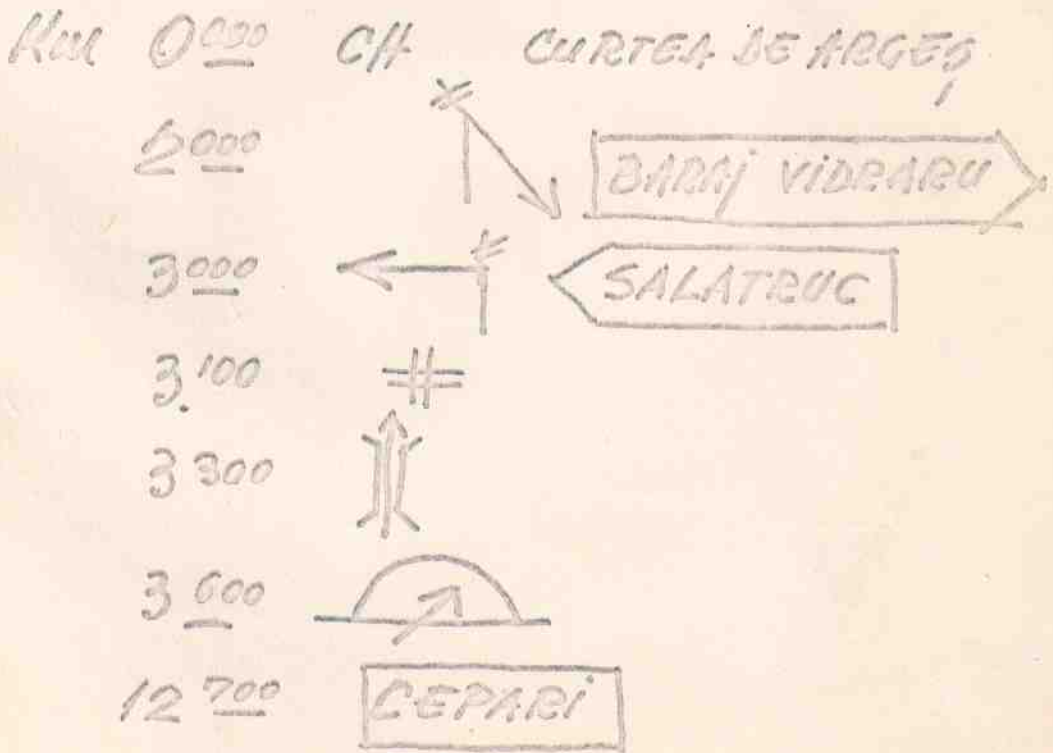 Km 0 000 CH CURTEA DE ARGEŞ
2 000 BARAJ VIDRARU
3 000 SALATRUC
3.100
3 300
3 600
12 700 CEPARI